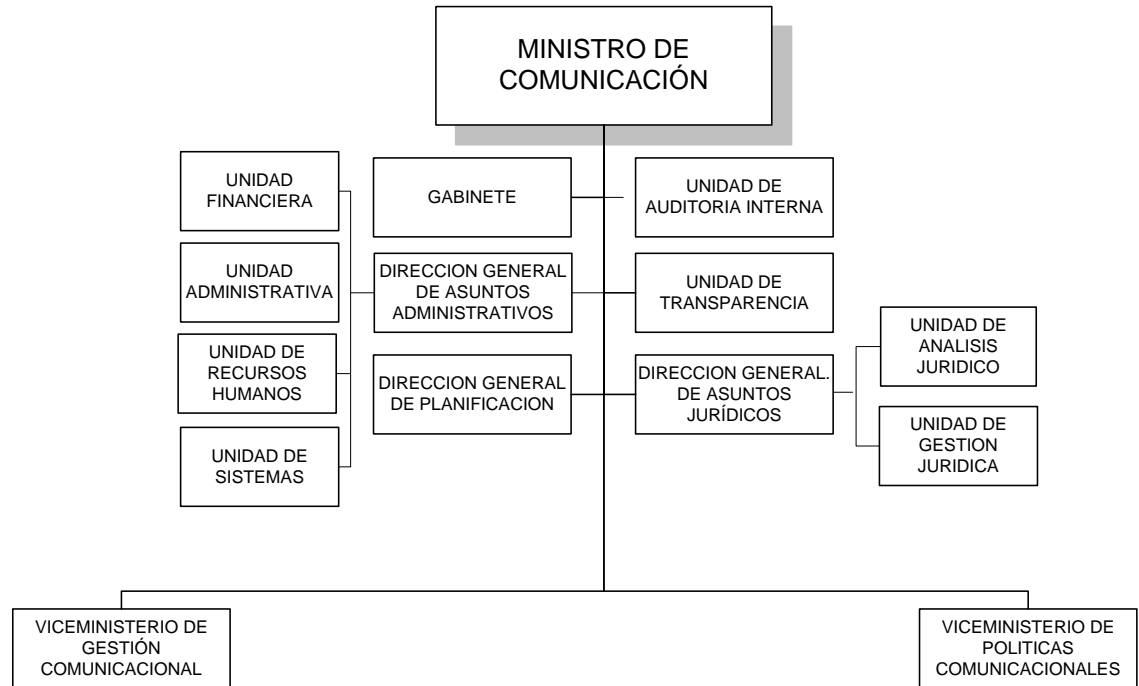 MINISTRO DE
COMUNICACIÓN
UNIDAD
FINANCIERA
GABINETE
UNIDAD DE
AUDITORIA INTERNA
UNIDAD
ADMINISTRATIVA
DIRECCION GENERAL
DE ASUNTOS
ADMINISTRATIVOS
UNIDAD DE
TRANSPARENCIA
UNIDAD DE
RECURSOS
HUMANOS
DIRECCION GENERAL
DE PLANIFICACION
DIRECCION GENERAL.
DE ASUNTOS
JURÍDICOS
UNIDAD DE
ANALISIS
JURIDICO
UNIDAD DE
SISTEMAS
UNIDAD DE
GESTION
JURIDICA
VICEMINISTERIO DE
GESTIÓN
COMUNICACIONAL
VICEMINISTERIO DE
POLITICAS
COMUNICACIONALES